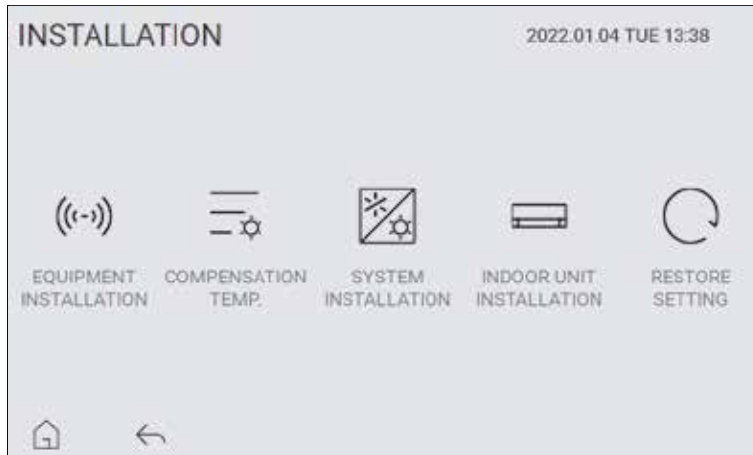 INSTALLATION
2022.01.04 TUE 13:38
EQUIPMENT
INSTALLATION
COMPENSATION
TEMP.
SYSTEM
INSTALLATION
INDOOR UNIT
INSTALLATION
RESTORE
SETTING